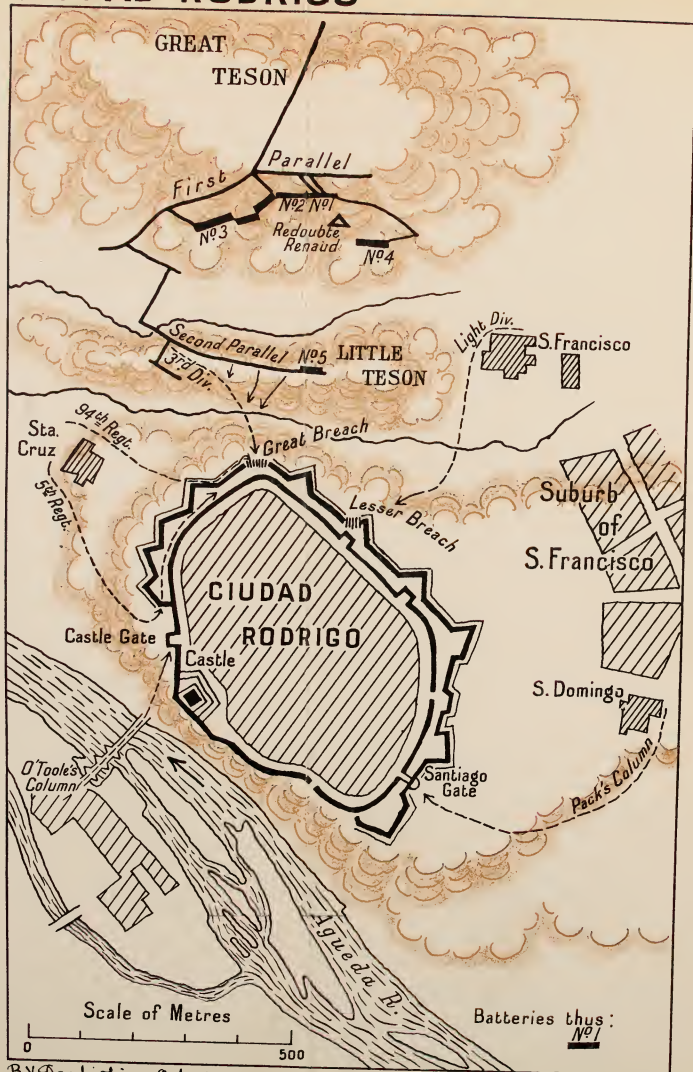 RODRIGO
GREAT
TESON
First Parallel
Nº2 Nº1
Nº3
Redoubte
Renaud
Nº4
Second Parallel
Nº5
LITTLE
TESON
3rd Div.
Light Div.
S. Francisco
94th Regt.
Great Breach
Sta.
Cruz
5th Regt.
Lesser Breach
Suburb
of
S. Francisco
CIUDAD
RODRIGO
Castle Gate
Castle
S. Domingo
O'Toole's
Column
Santiago
Gate
Pack's Column
Agueda R.
Scale of Metres
0 500
Batteries thus:
Nº1